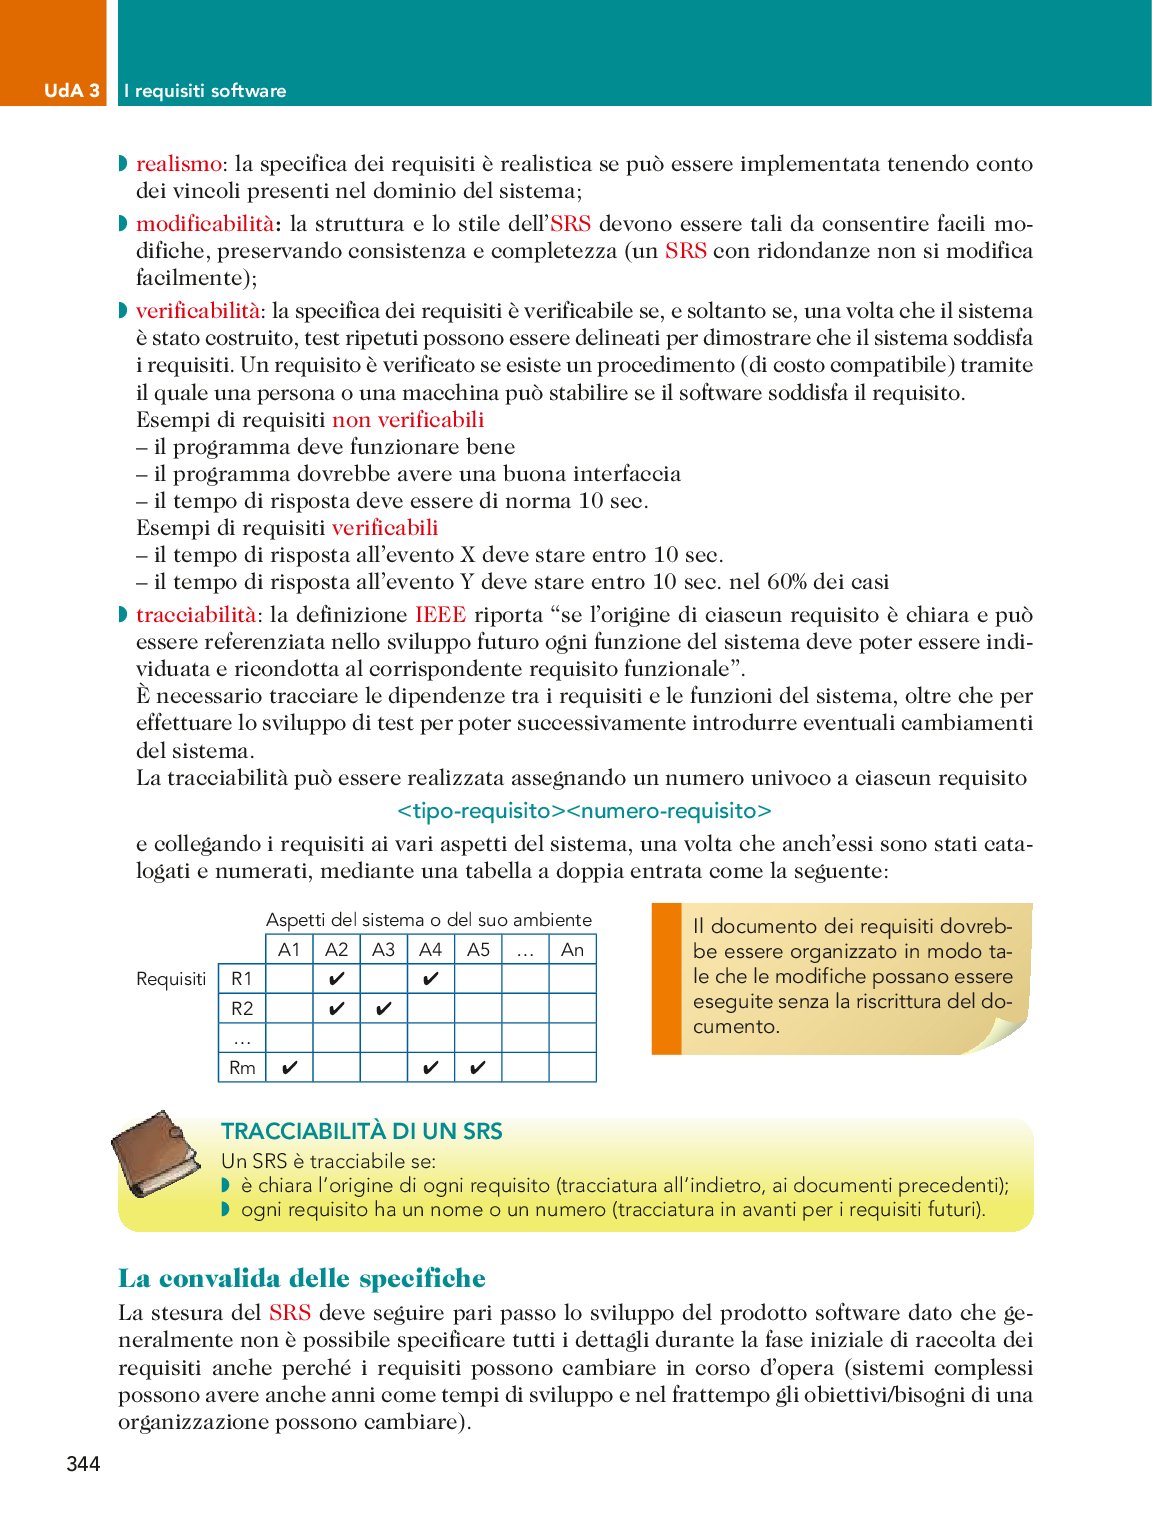 UdA 3 I requisiti software
◗ realismo: la specifica dei requisiti è realistica se può essere implementata tenendo conto
dei vincoli presenti nel dominio del sistema;
◗ modificabilità: la struttura e lo stile dell’SRS devono essere tali da consentire facili mo-
difiche, preservando consistenza e completezza (un SRS con ridondanze non si modifica
facilmente);
◗ verificabilità: la specifica dei requisiti è verificabile se, e soltanto se, una volta che il sistema
è stato costruito, test ripetuti possono essere delineati per dimostrare che il sistema soddisfa
i requisiti. Un requisito è verificato se esiste un procedimento (di costo compatibile) tramite
il quale una persona o una macchina può stabilire se il software soddisfa il requisito.
Esempi di requisiti non verificabili
– il programma deve funzionare bene
– il programma dovrebbe avere una buona interfaccia
– il tempo di risposta deve essere di norma 10 sec.
Esempi di requisiti verificabili
– il tempo di risposta all’evento X deve stare entro 10 sec.
– il tempo di risposta all’evento Y deve stare entro 10 sec. nel 60% dei casi
◗ tracciabilità: la definizione IEEE riporta “se l’origine di ciascun requisito è chiara e può
essere referenziata nello sviluppo futuro ogni funzione del sistema deve poter essere indi-
viduata e ricondotta al corrispondente requisito funzionale”.
È necessario tracciare le dipendenze tra i requisiti e le funzioni del sistema, oltre che per
effettuare lo sviluppo di test per poter successivamente introdurre eventuali cambiamenti
del sistema.
La tracciabilità può essere realizzata assegnando un numero univoco a ciascun requisito
<tipo-requisito><numero-requisito>
e collegando i requisiti ai vari aspetti del sistema, una volta che anch’essi sono stati cata-
logati e numerati, mediante una tabella a doppia entrata come la seguente:
Aspetti del sistema o del suo ambiente
A1 A2 A3 A4 A5 … An
Requisiti R1 ✔ ✔
R2 ✔ ✔
…
Rm ✔ ✔ ✔
Il documento dei requisiti dovreb-
be essere organizzato in modo ta-
le che le modifiche possano essere
eseguite senza la riscrittura del do-
cumento.
TRACCIABILITÀ DI UN SRS
Un SRS è tracciabile se:
◗ è chiara l’origine di ogni requisito (tracciatura all’indietro, ai documenti precedenti);
◗ ogni requisito ha un nome o un numero (tracciatura in avanti per i requisiti futuri).
La convalida delle specifiche
La stesura del SRS deve seguire pari passo lo sviluppo del prodotto software dato che ge-
neralmente non è possibile specificare tutti i dettagli durante la fase iniziale di raccolta dei
requisiti anche perché i requisiti possono cambiare in corso d’opera (sistemi complessi
possono avere anche anni come tempi di sviluppo e nel frattempo gli obiettivi/bisogni di una
organizzazione possono cambiare).
344